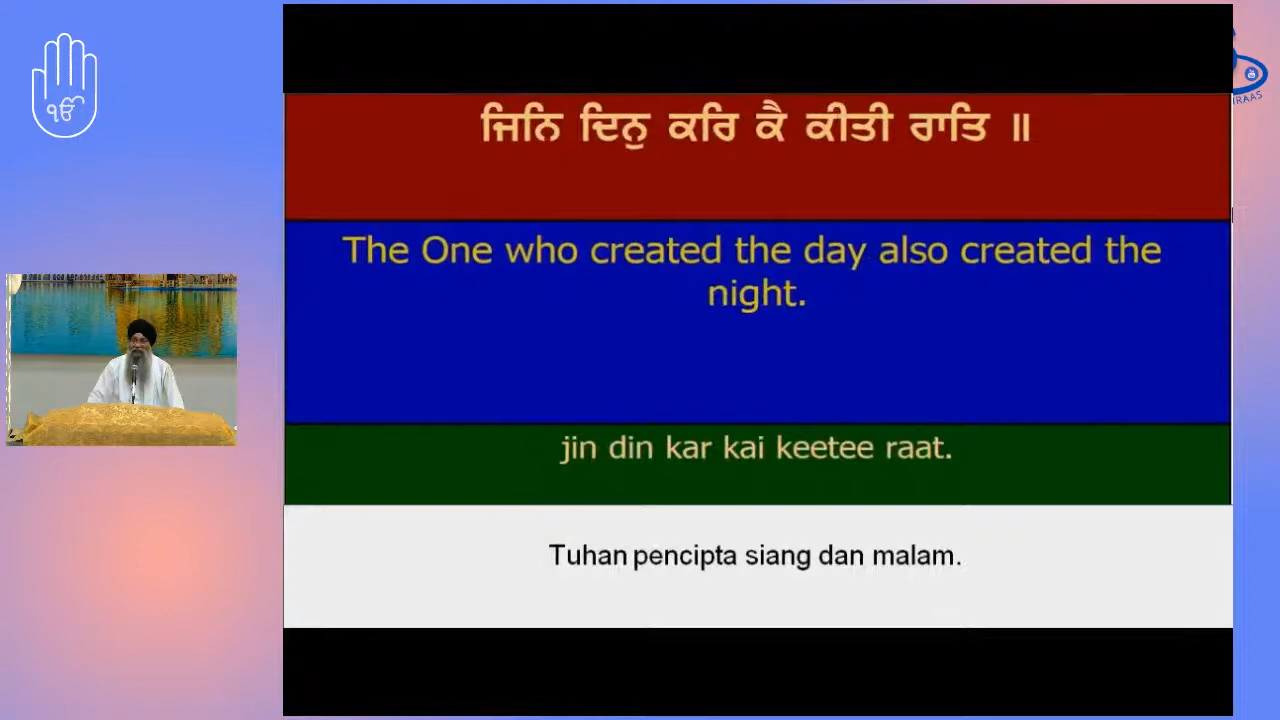 ੴ
ਜਿਨਿ ਦਿਨੁ ਕਰਿ ਕੈ ਕੀਤੀ ਰਾਤਿ ॥
The One who created the day also created the
night.
jin din kar kai keetee raat.
Tuhan pencipta siang dan malam.
IRAAS